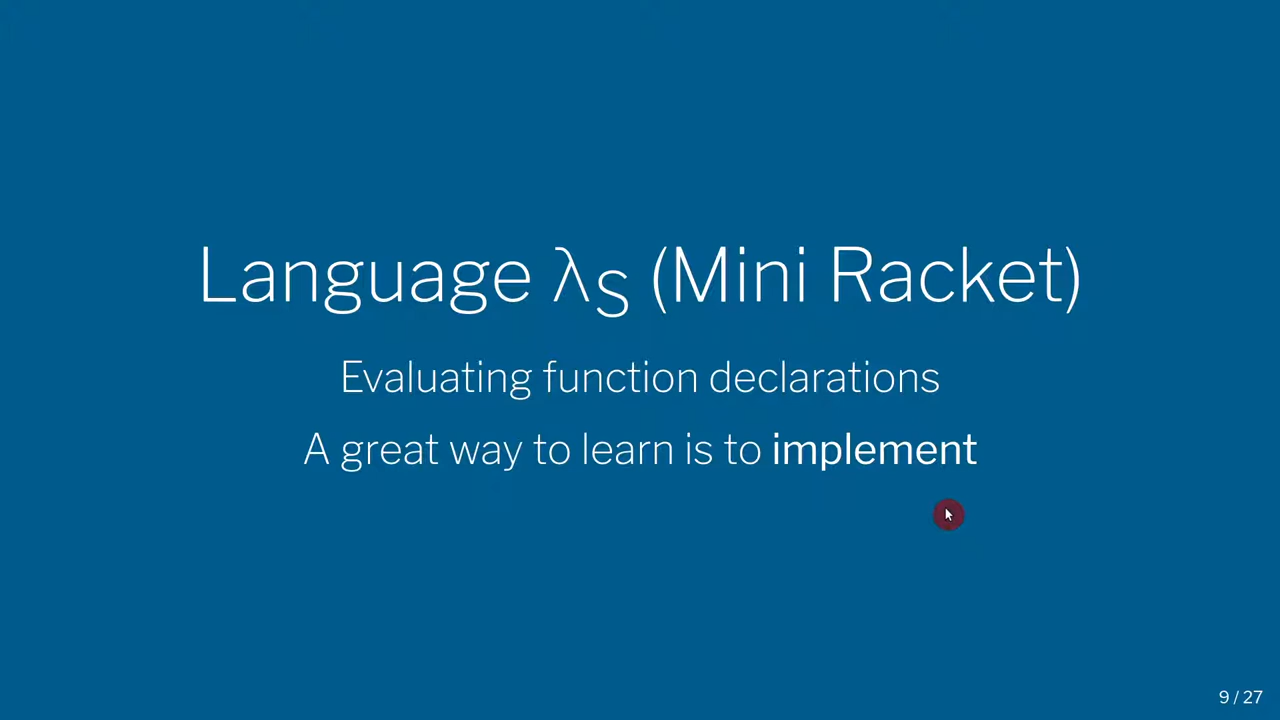 Language λS (Mini Racket)
Evaluating function declarations
A great way to learn is to implement
9 / 27